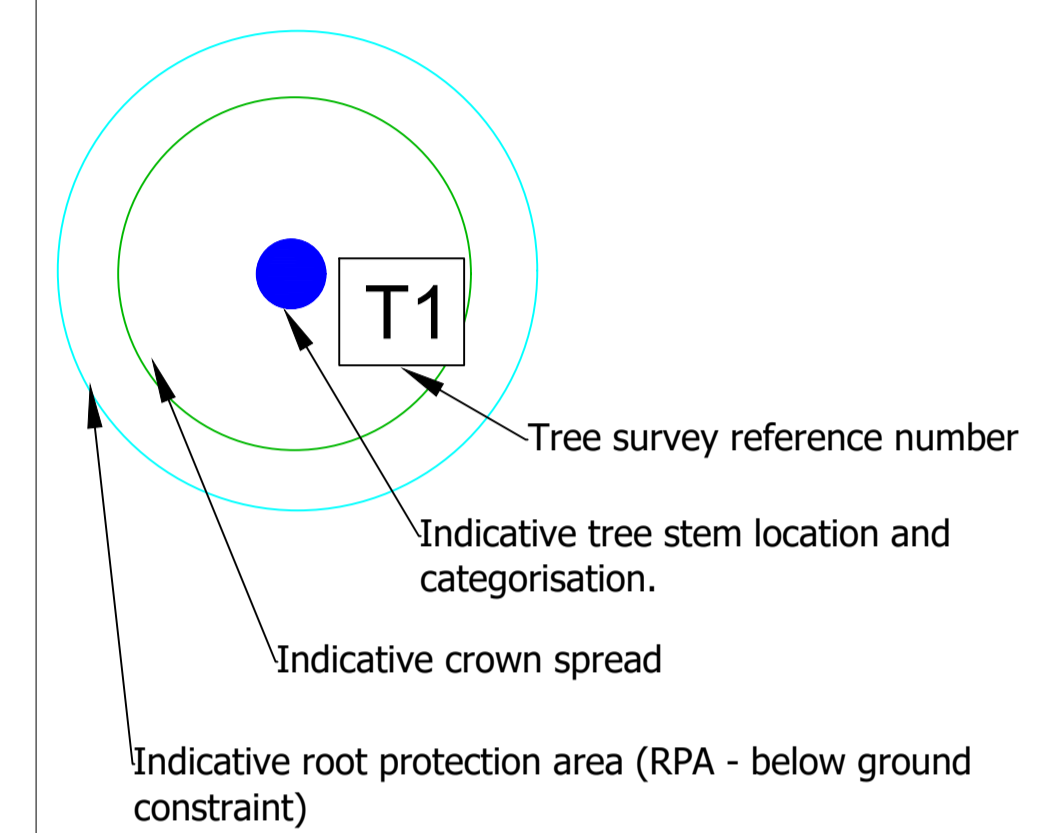 T1
Tree survey reference number
Indicative tree stem location and
categorisation.
Indicative crown spread
Indicative root protection area (RPA - below ground
constraint)